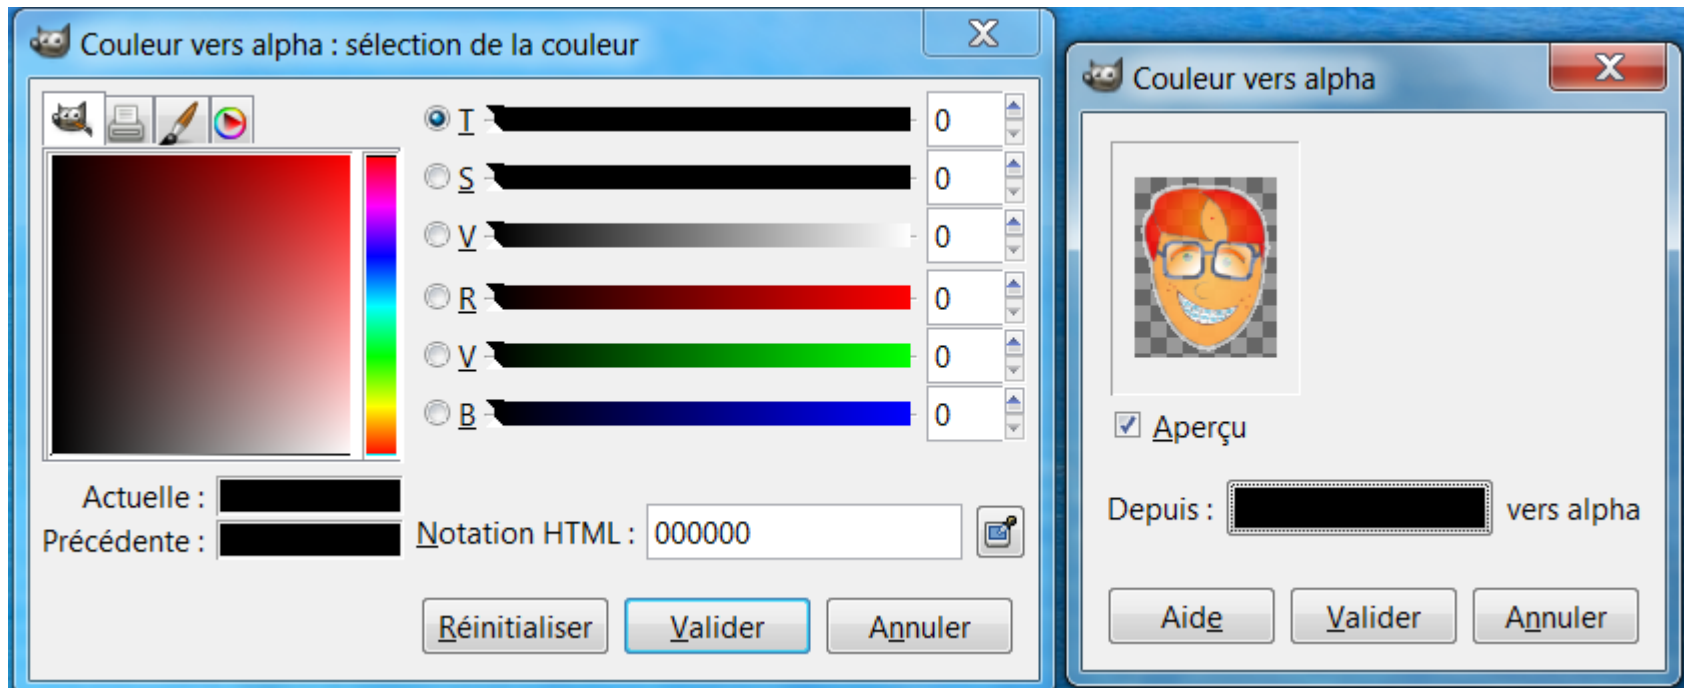 Couleur vers alpha : sélection de la couleur
T 0
S 0
V 0
R 0
V 0
B 0
Actuelle :
Précédente :
Notation HTML : 000000
Réinitialiser Valider Annuler
Couleur vers alpha
Aperçu
Depuis : vers alpha
Aide Valider Annuler